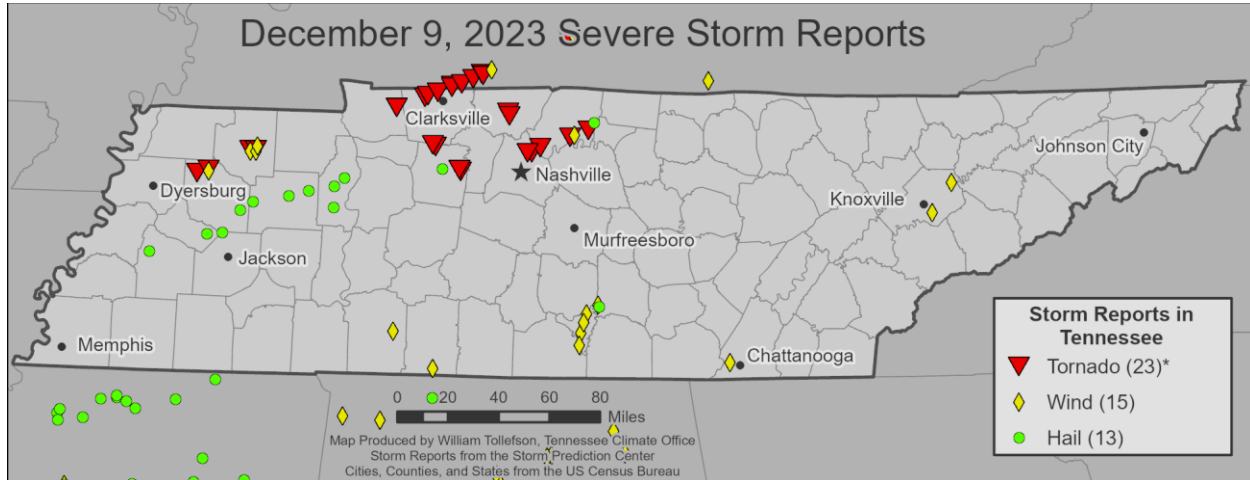 December 9, 2023 Severe Storm Reports
Clarksville
Johnson City
Nashville
Dyersburg
Knoxville
Murfreesboro
Jackson
Memphis
Chattanooga
Storm Reports in
Tennessee
Tornado (23)*
Wind (15)
Hail (13)
0 20 40 80
Miles
Map Produced by William Tollefson, Tennessee Climate Office
Storm Reports from the Storm Prediction Center
Cities, Counties, and States from the US Census Bureau